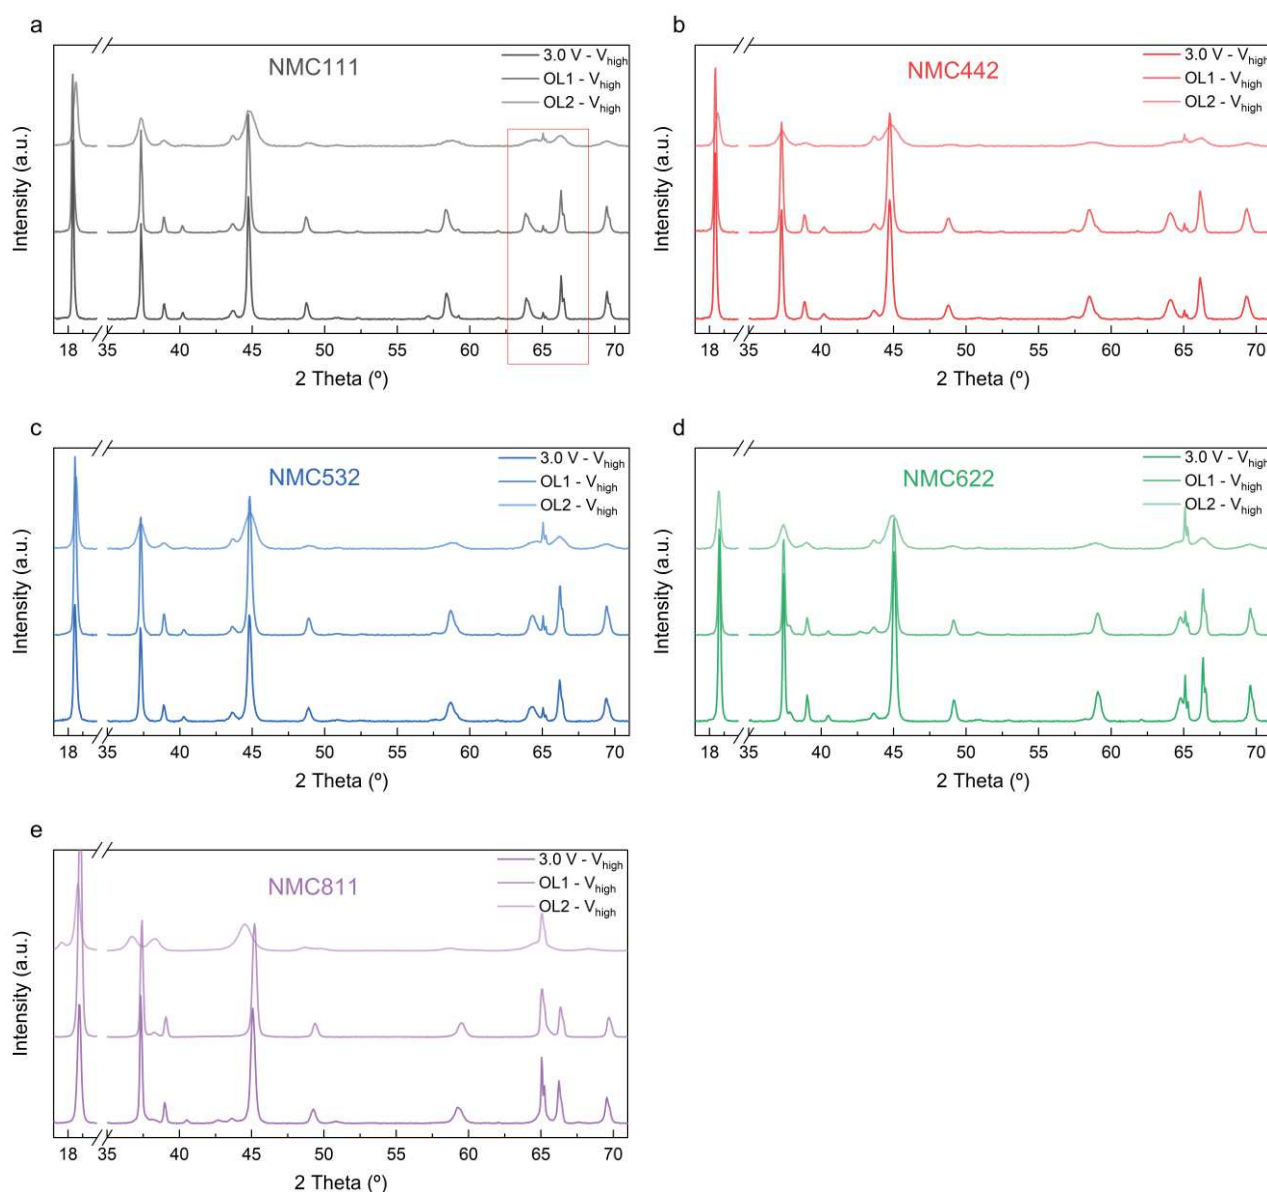 a
NMC111
3.0 V - Vhigh
OL1 - Vhigh
OL2 - Vhigh
Intensity (a.u.)
18 35 40 45 50 55 60 65 70
2 Theta (º)
b
NMC442
3.0 V - Vhigh
OL1 - Vhigh
OL2 - Vhigh
Intensity (a.u.)
18 35 40 45 50 55 60 65 70
2 Theta (º)
c
NMC532
3.0 V - Vhigh
OL1 - Vhigh
OL2 - Vhigh
Intensity (a.u.)
18 35 40 45 50 55 60 65 70
2 Theta (º)
d
NMC622
3.0 V - Vhigh
OL1 - Vhigh
OL2 - Vhigh
Intensity (a.u.)
18 35 40 45 50 55 60 65 70
2 Theta (º)
e
NMC811
3.0 V - Vhigh
OL1 - Vhigh
OL2 - Vhigh
Intensity (a.u.)
18 35 40 45 50 55 60 65 70
2 Theta (º)